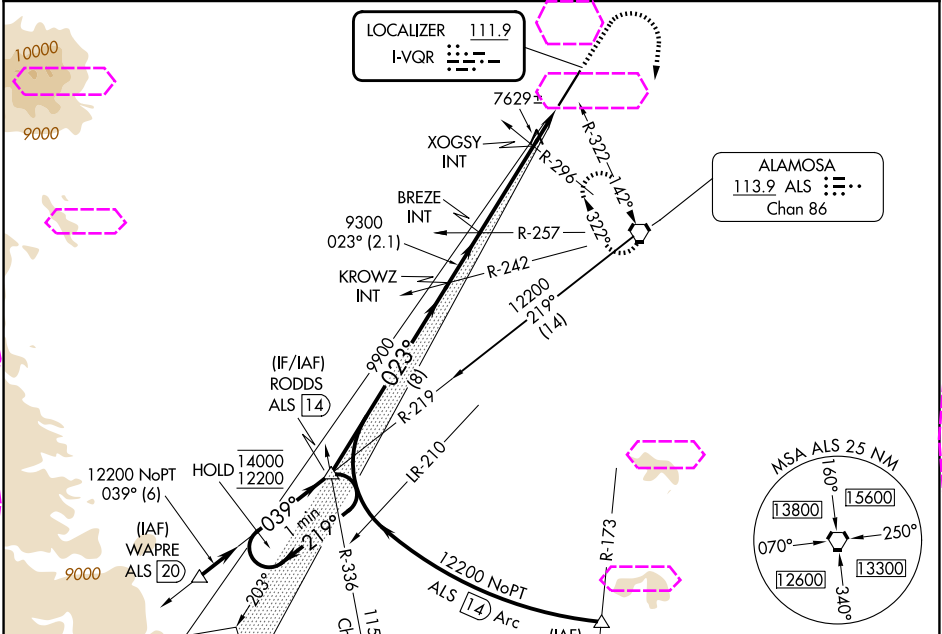 LOCALIZER 111.9
I-VQR
10000
9000
7629±
XOGSY
INT
R-296
R-322
142°
322°
ALAMOSA
113.9 ALS
Chan 86
BREZE
INT
9300
023° (2.1)
R-257
R-242
KROWZ
INT
12200
219°
(14)
9900
023°
(8)
(IF/IAF)
RODDS
ALS 14
R-219
LR-210
12200 NoPT
039° (6)
HOLD 14000
12200
039°
1 min
219°
(IAF)
WAPRE
ALS 20
9000
203°
R-336
115
Ch
12200 NoPT
ALS 14 Arc
R-173
(IAF)
MSA ALS 25 NM
160°
13800
15600
070°
250°
12600
13300
340°